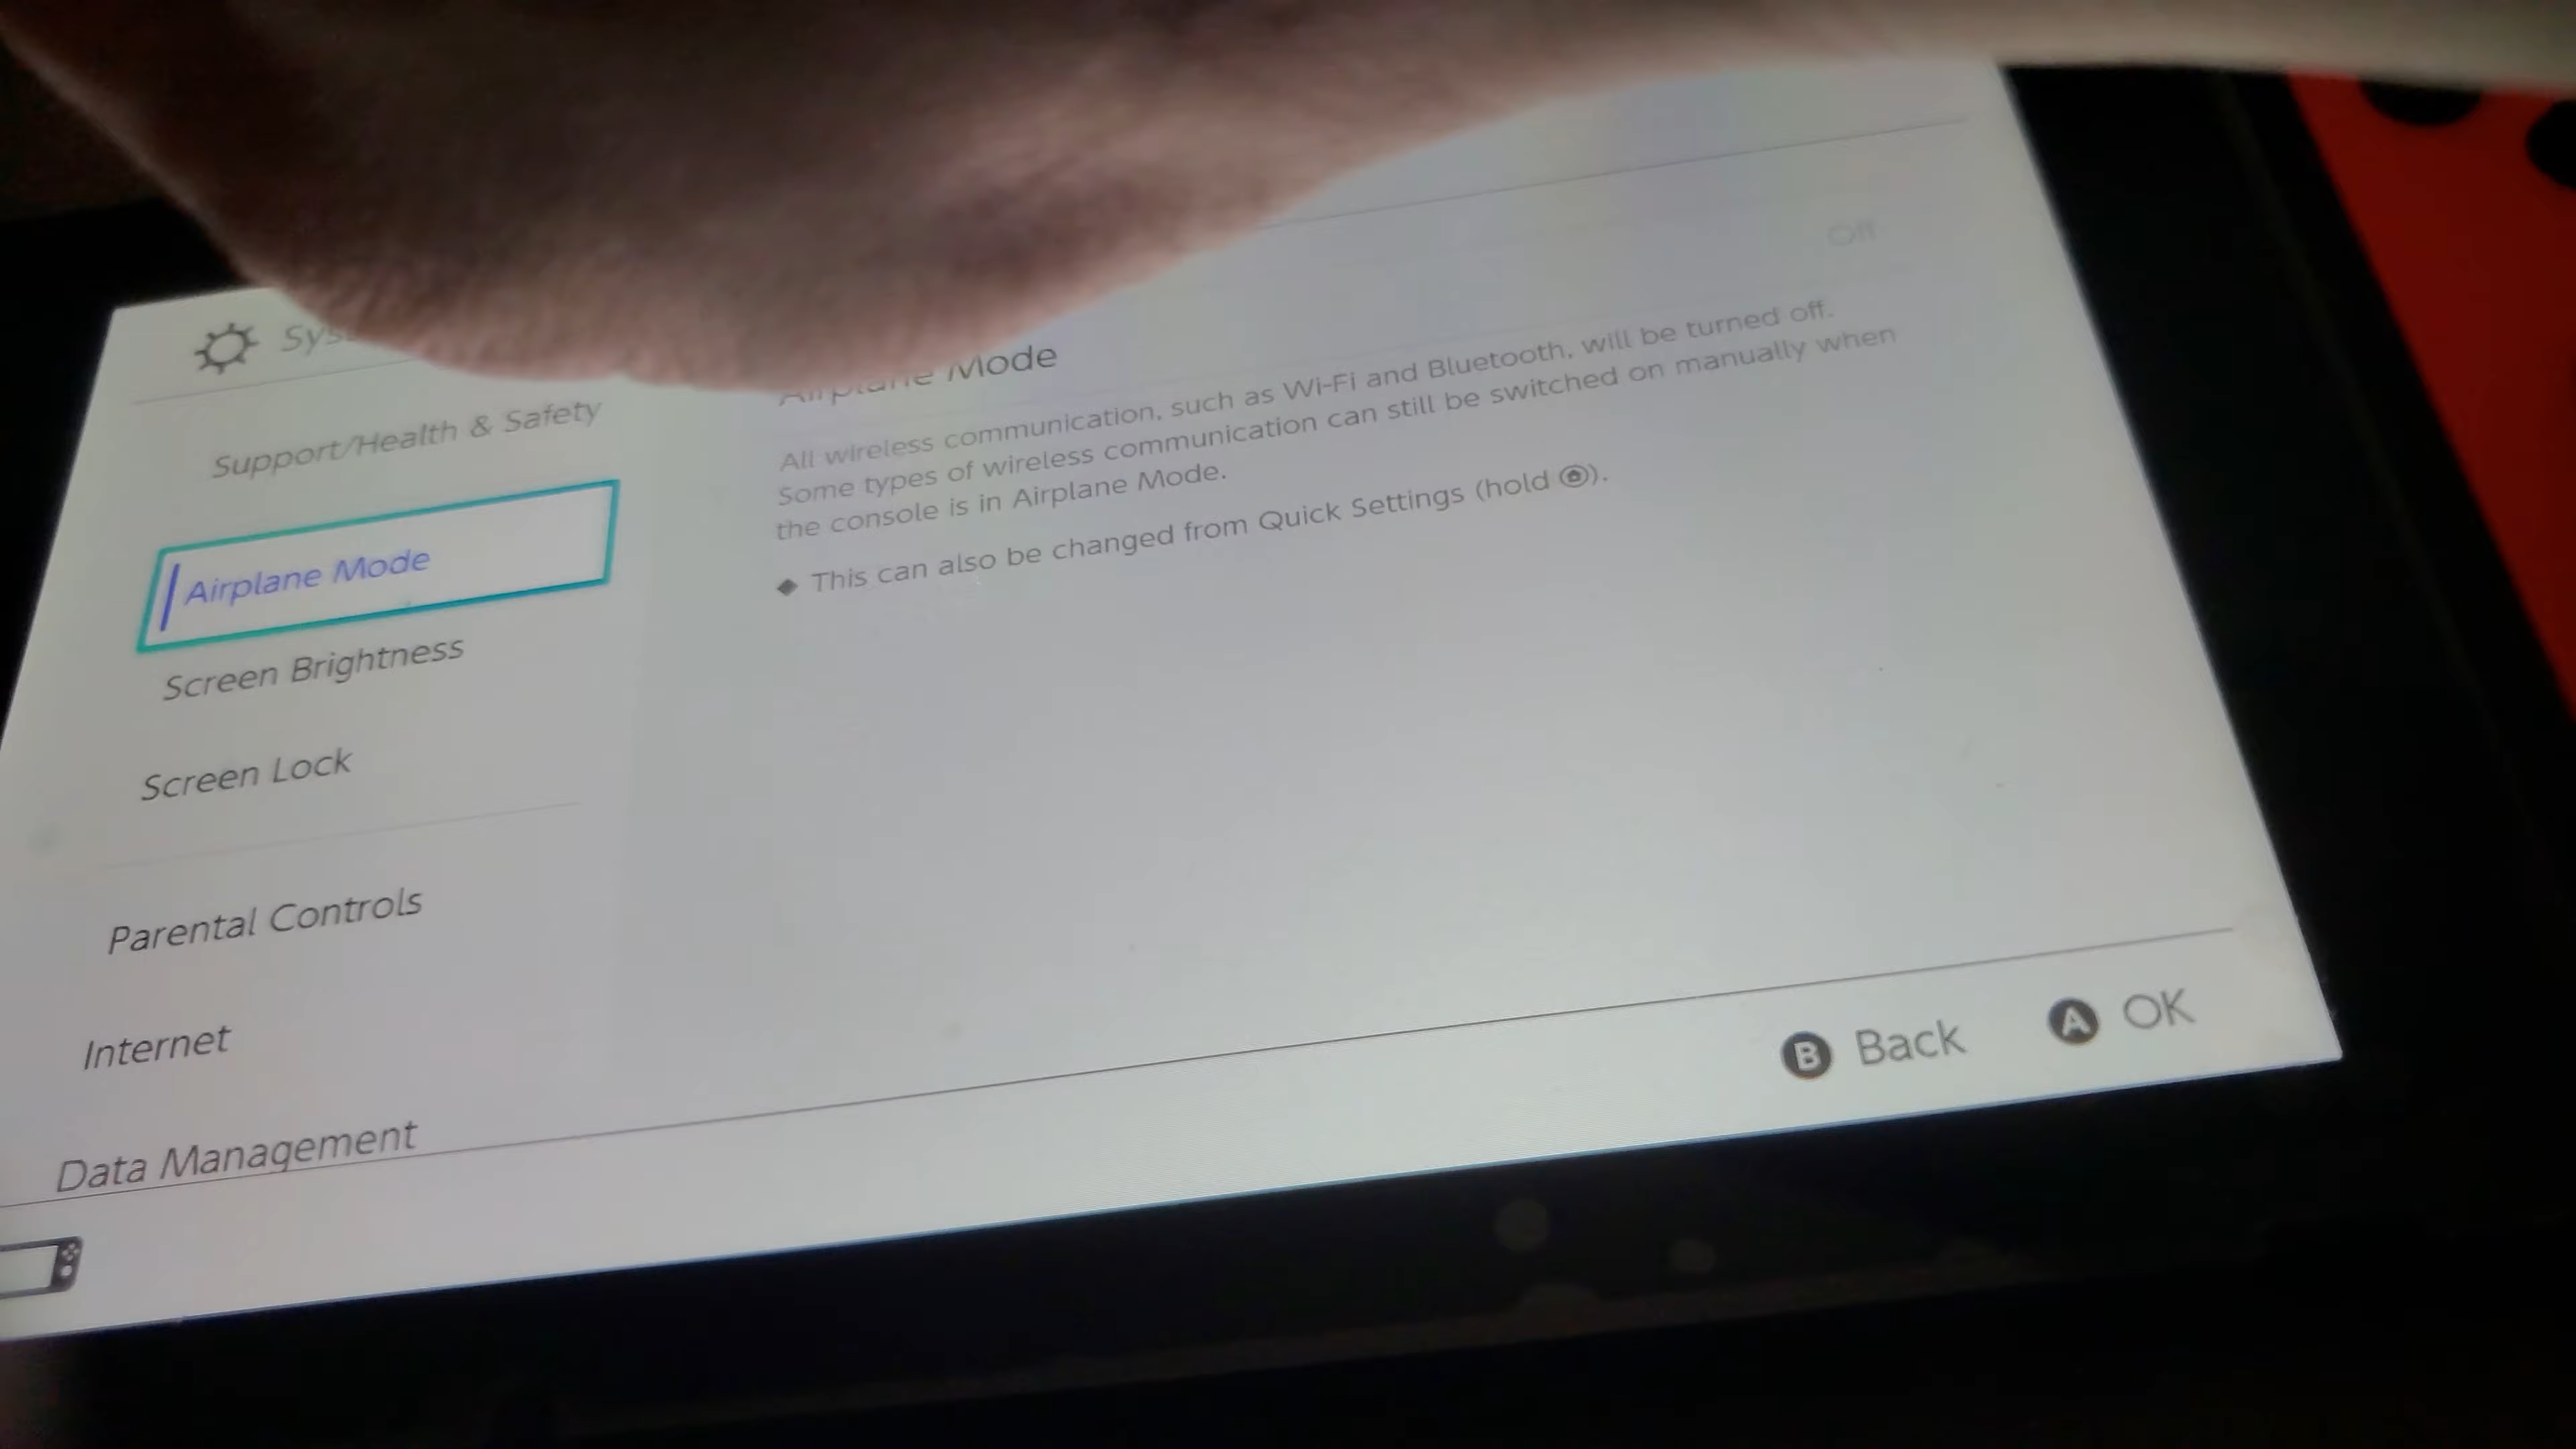 Support/Health & Safety
Airplane Mode
Screen Brightness
Screen Lock
Parental Controls
Internet
Data Management
Off
Airplane Mode
All wireless communication, such as Wi-Fi and Bluetooth, will be turned off.
Some types of wireless communication can still be switched on manually when
the console is in Airplane Mode.
◆ This can also be changed from Quick Settings (hold ).
B Back A OK